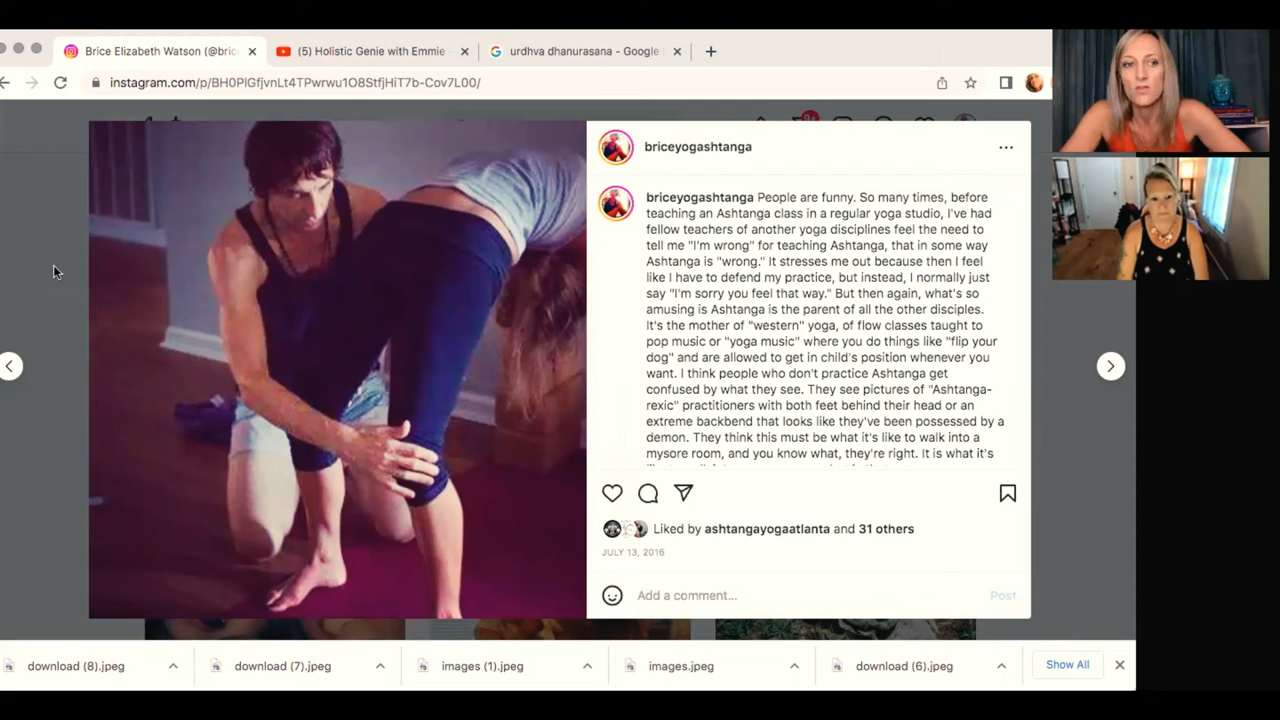 Brice Elizabeth Watson (@bric
(5) Holistic Genie with Emmie -
urdhva dhanurasana - Google
instagram.com/p/BH0PlGfjvnLt4TPwrwu1O8StfjHiT7b-Cov7L00/
briceyogashtanga
briceyogashtanga People are funny. So many times, before
teaching an Ashtanga class in a regular yoga studio, I've had
fellow teachers of another yoga disciplines feel the need to
tell me "I'm wrong" for teaching Ashtanga, that in some way
Ashtanga is "wrong." It stresses me out because then I feel
like I have to defend my practice, but instead, I normally just
say "I'm sorry you feel that way." But then again, what's so
amusing is Ashtanga is the parent of all the other disciples.
It's the mother of "western" yoga, of flow classes taught to
pop music or "yoga music" where you do things like "flip your
dog" and are allowed to get in child's position whenever you
want. I think people who don't practice Ashtanga get
confused by what they see. They see pictures of "Ashtanga-
rexic" practitioners with both feet behind their head or an
extreme backbend that looks like they've been possessed by a
demon. They think this must be what it's like to walk into a
mysore room, and you know what, they're right. It is what it's
Liked by ashtangayogaatlanta and 31 others
JULY 13, 2016
Add a comment...
Post
download (8).jpeg
download (7).jpeg
images (1).jpeg
images.jpeg
download (6).jpeg
Show All